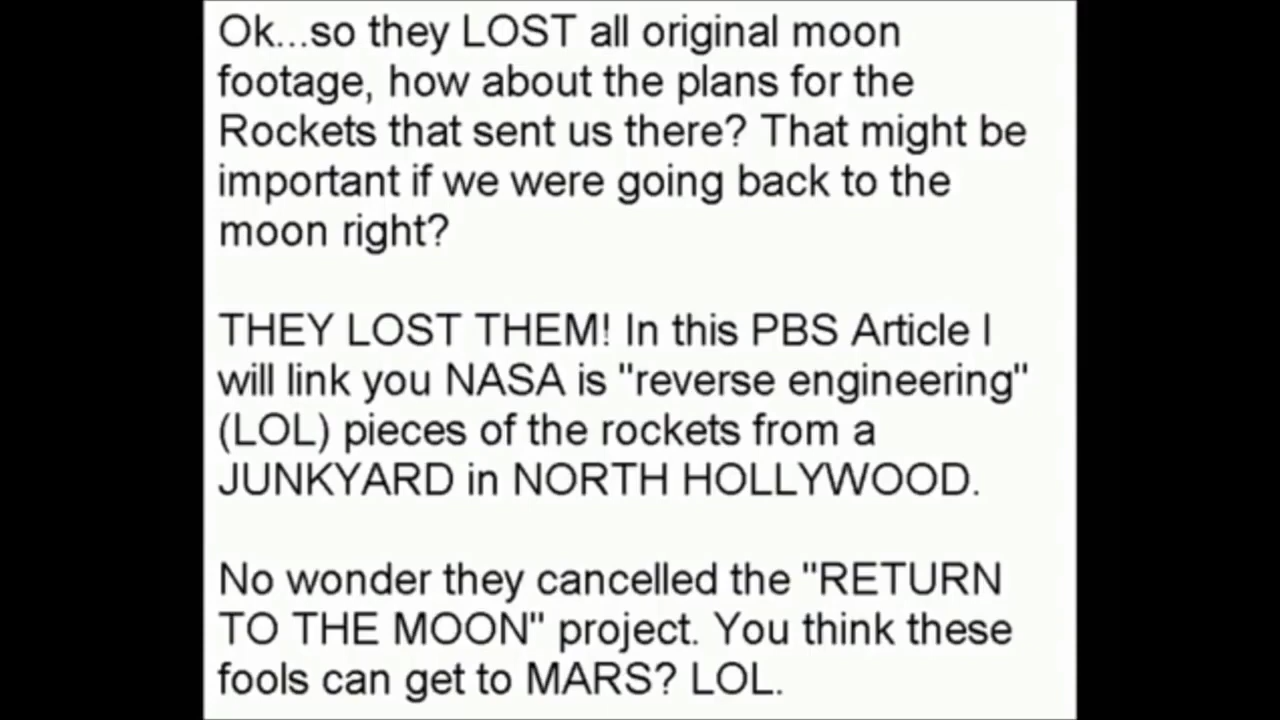 Ok...so they LOST all original moon
footage, how about the plans for the
Rockets that sent us there? That might be
important if we were going back to the
moon right?
THEY LOST THEM! In this PBS Article I
will link you NASA is "reverse engineering"
(LOL) pieces of the rockets from a
JUNKYARD in NORTH HOLLYWOOD.
No wonder they cancelled the "RETURN
TO THE MOON" project. You think these
fools can get to MARS? LOL.